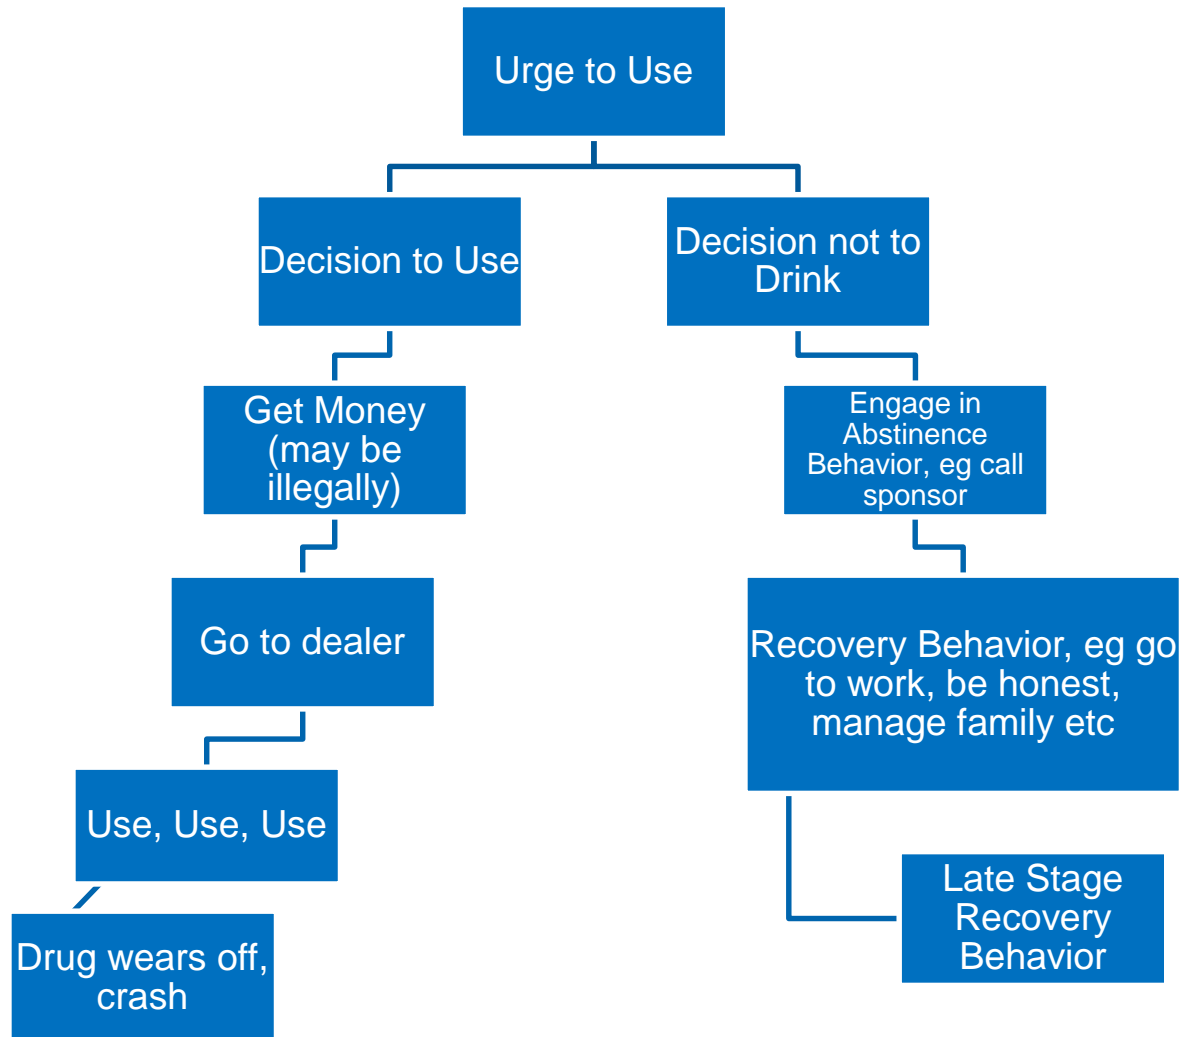 Urge to Use
Decision to Use
Decision not to
Drink
Get Money
(may be
illegally)
Engage in
Abstinence
Behavior, eg call
sponsor
Go to dealer
Recovery Behavior, eg go
to work, be honest,
manage family etc
Use, Use, Use
Late Stage
Recovery
Behavior
Drug wears off,
crash